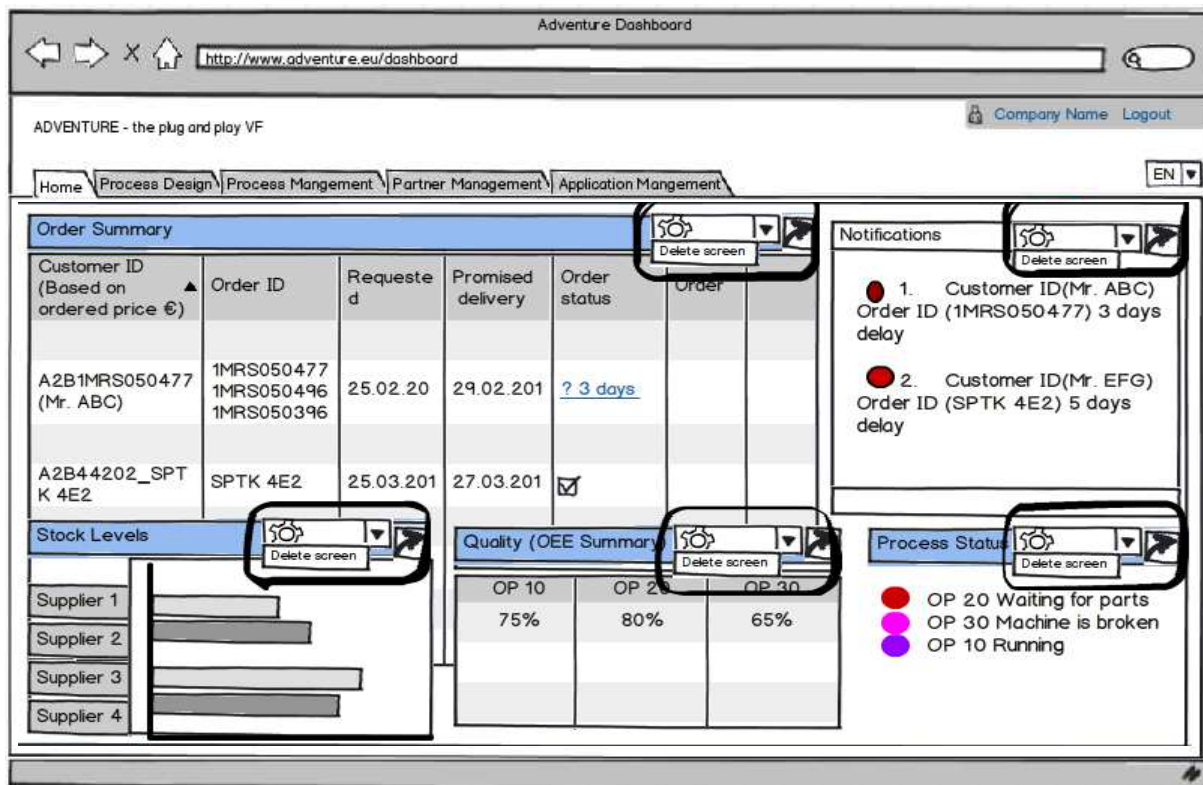 Adventure Dashboard
http://www.adventure.eu/dashboard
Company Name Logout
ADVENTURE - the plug and play VF
Home Process Design Process Mangement Partner Management Application Mangement
EN
Order Summary
Delete screen
Customer ID
(Based on
ordered price €)
Order ID
Requeste
d
Promised
delivery
Order
status
Order
A2B1MRS050477
(Mr. ABC)
1MRS050477
1MRS050496
1MRS050396
25.02.20
29.02.201
? 3 days
A2B44202_SPT
K 4E2
SPTK 4E2
25.03.201
27.03.201
Notifications
Delete screen
1. Customer ID(Mr. ABC)
Order ID (1MRS050477) 3 days
delay
2. Customer ID(Mr. EFG)
Order ID (SPTK 4E2) 5 days
delay
Stock Levels
Delete screen
Supplier 1
Supplier 2
Supplier 3
Supplier 4
Quality (OEE Summary)
Delete screen
OP 10 OP 20 OP 30
75% 80% 65%
Process Status
Delete screen
OP 20 Waiting for parts
OP 30 Machine is broken
OP 10 Running